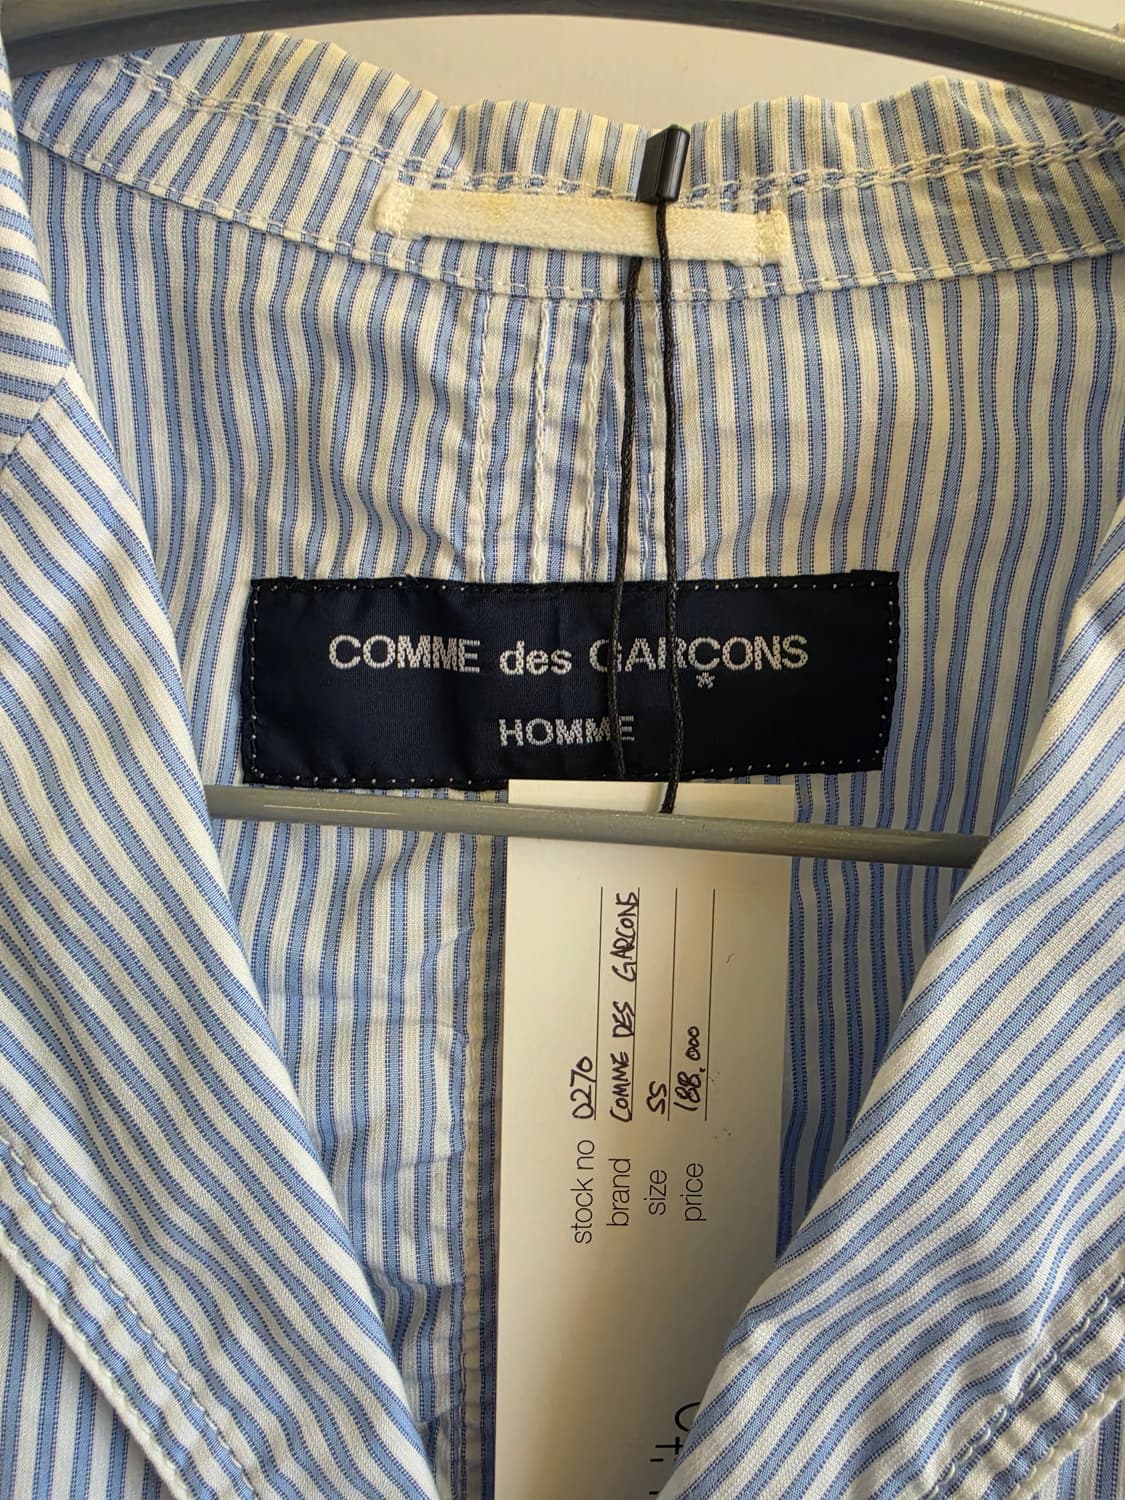 COMME des GARÇONS
HOMME
stock no 0270
brand COMME DES GARCONS
size SS
price 188.000